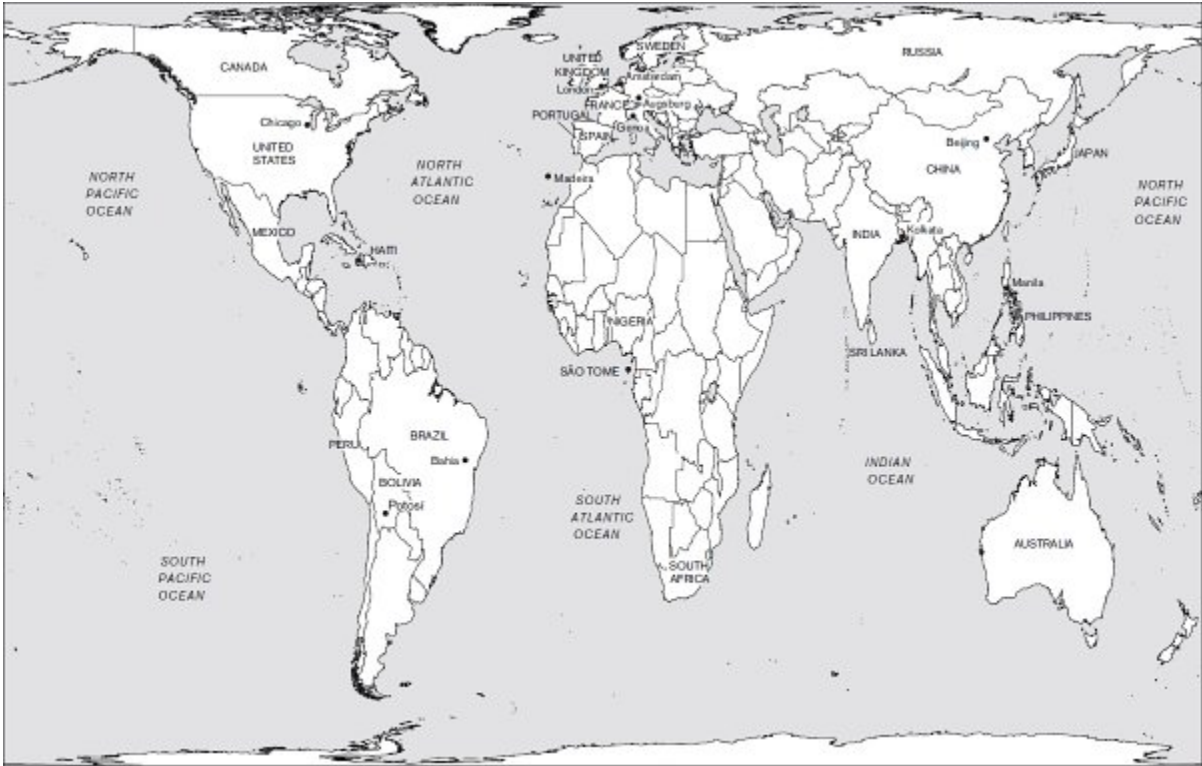 CANADA
Chicago
UNITED
STATES
NORTH
PACIFIC
OCEAN
MEXICO
HAITI
NORTH
ATLANTIC
OCEAN
SWEDEN
UNITED
KINGDOM
Amsterdam
London
FRANCE
Augsburg
PORTUGAL
Genoa
SPAIN
Madeira
RUSSIA
Beijing
CHINA
JAPAN
NORTH
PACIFIC
OCEAN
INDIA
Kolkata
Manila
PHILIPPINES
SRI LANKA
NIGERIA
SÃO TOME
PERU
BRAZIL
Bahia
BOLIVIA
Potosí
SOUTH
PACIFIC
OCEAN
SOUTH
ATLANTIC
OCEAN
SOUTH
AFRICA
INDIAN
OCEAN
AUSTRALIA